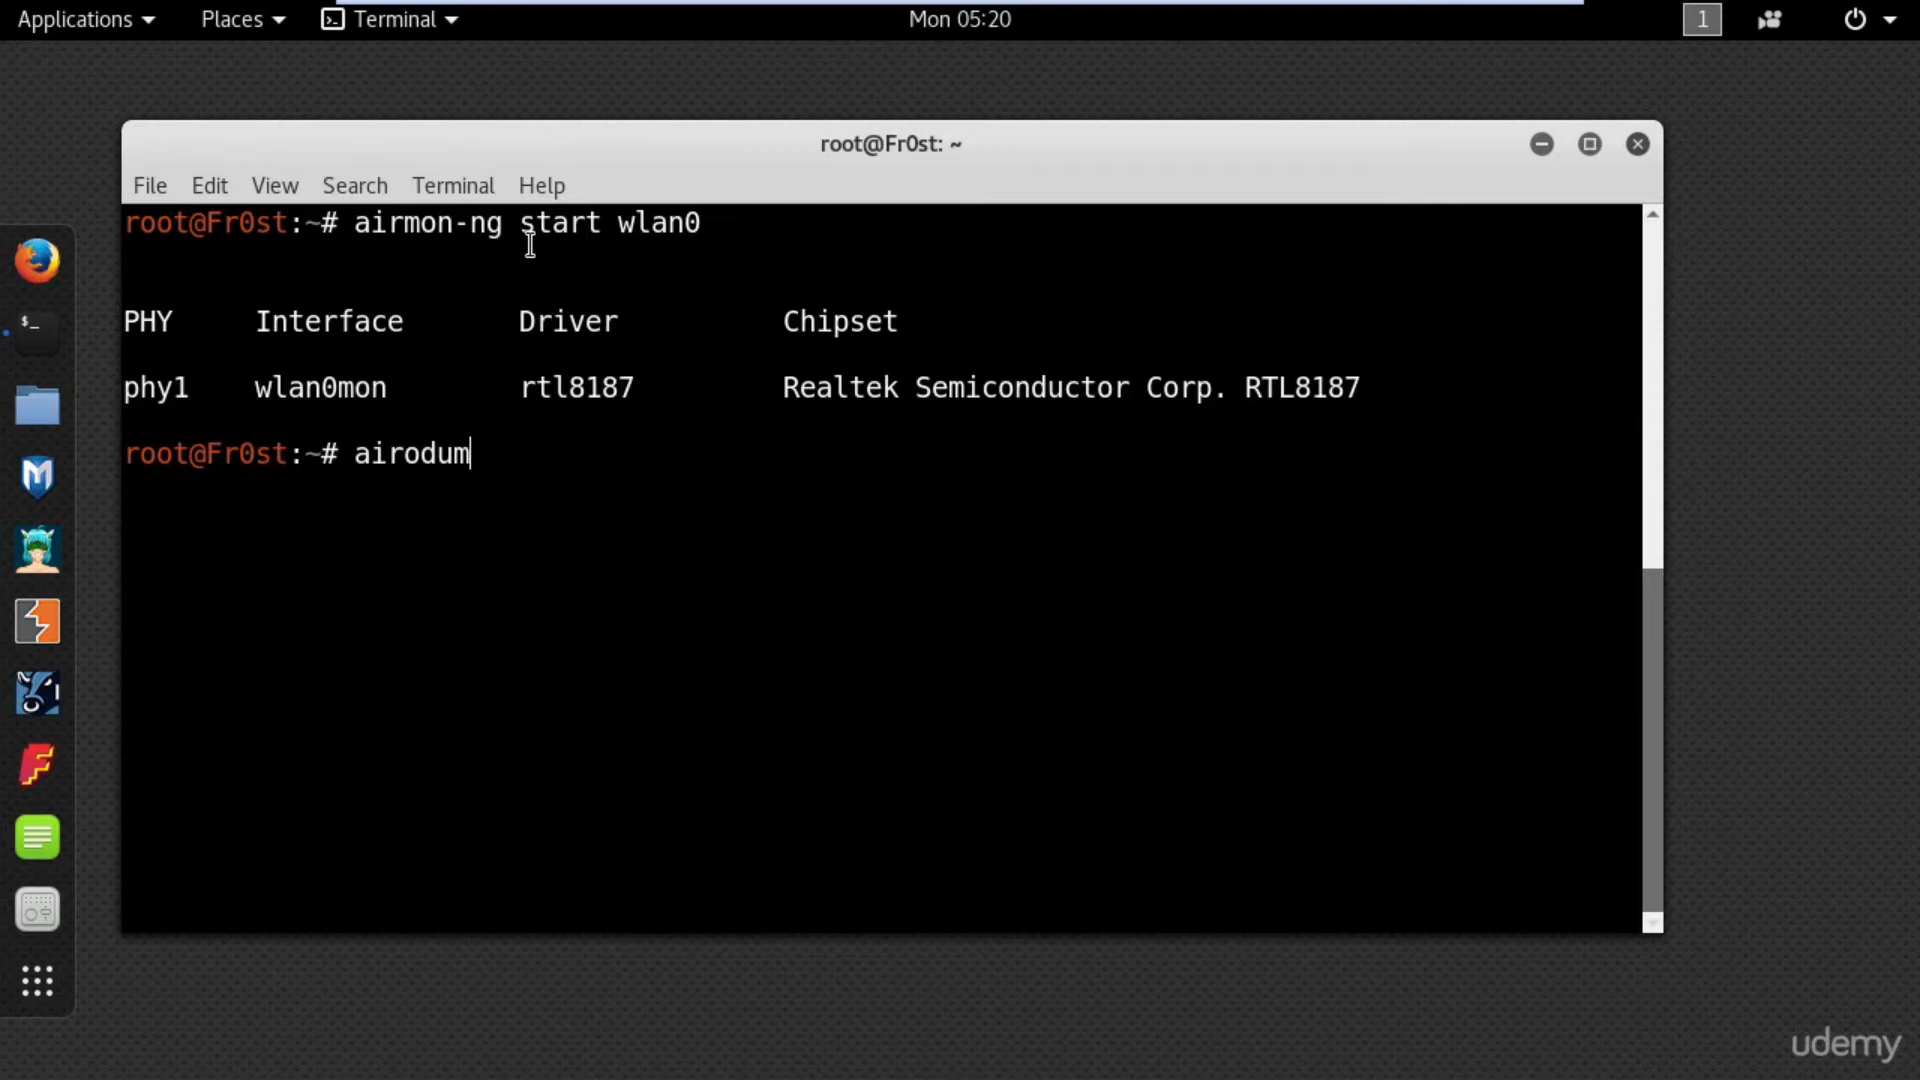 Applications Places Terminal Mon 05:20 1
root@Fr0st: ~
File Edit View Search Terminal Help
root@Fr0st:~# airmon-ng start wlan0
PHY Interface Driver Chipset
phy1 wlan0mon rtl8187 Realtek Semiconductor Corp. RTL8187
root@Fr0st:~# airodum
udemy